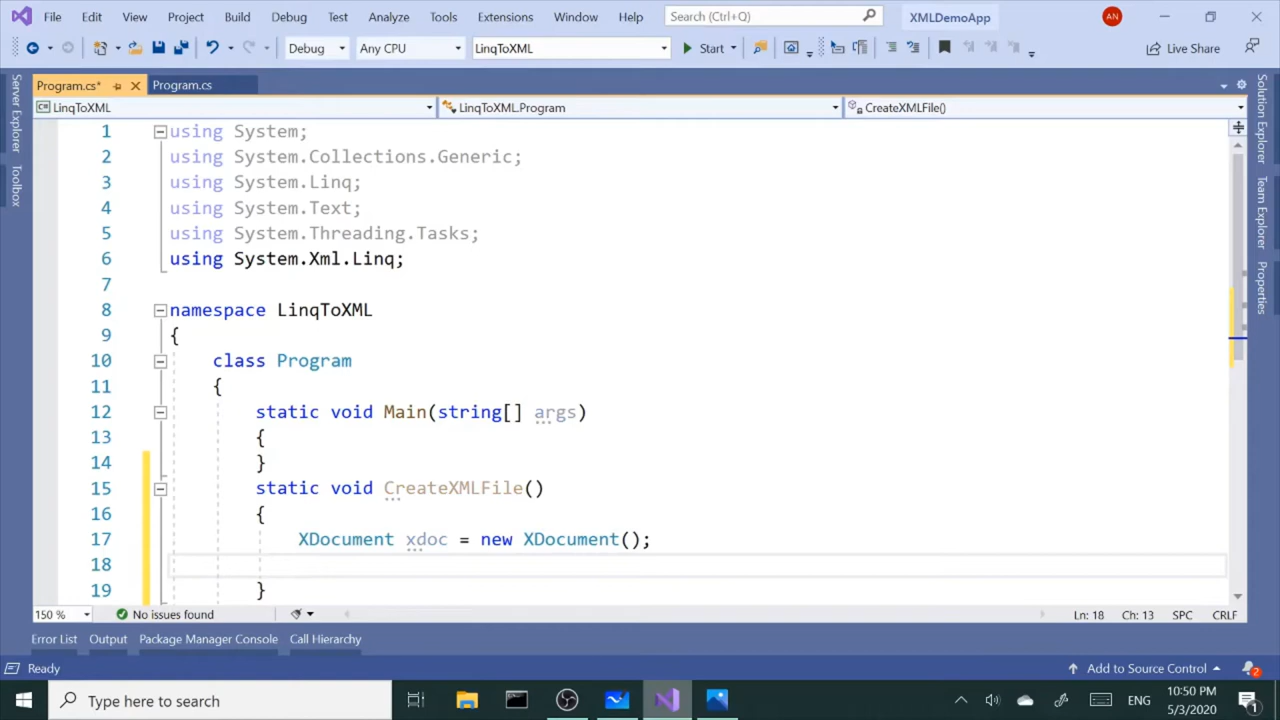 File Edit View Project Build Debug Test Analyze Tools Extensions Window Help Search (Ctrl+Q) XMLDemoApp AN
Debug Any CPU LinqToXML Start Live Share
Program.cs* Program.cs
LinqToXML LinqToXML.Program CreateXMLFile()
Server Explorer
Toolbox
Solution Explorer
Team Explorer
Properties
1 using System;
2 using System.Collections.Generic;
3 using System.Linq;
4 using System.Text;
5 using System.Threading.Tasks;
6 using System.Xml.Linq;
7
8 namespace LinqToXML
9 {
10 class Program
11 {
12 static void Main(string[] args)
13 {
14 }
15 static void CreateXMLFile()
16 {
17 XDocument xdoc = new XDocument();
18
19 }
150 % No issues found Ln: 18 Ch: 13 SPC CRLF
Error List Output Package Manager Console Call Hierarchy
Ready Add to Source Control 2
Type here to search ENG 10:50 PM
5/3/2020 1